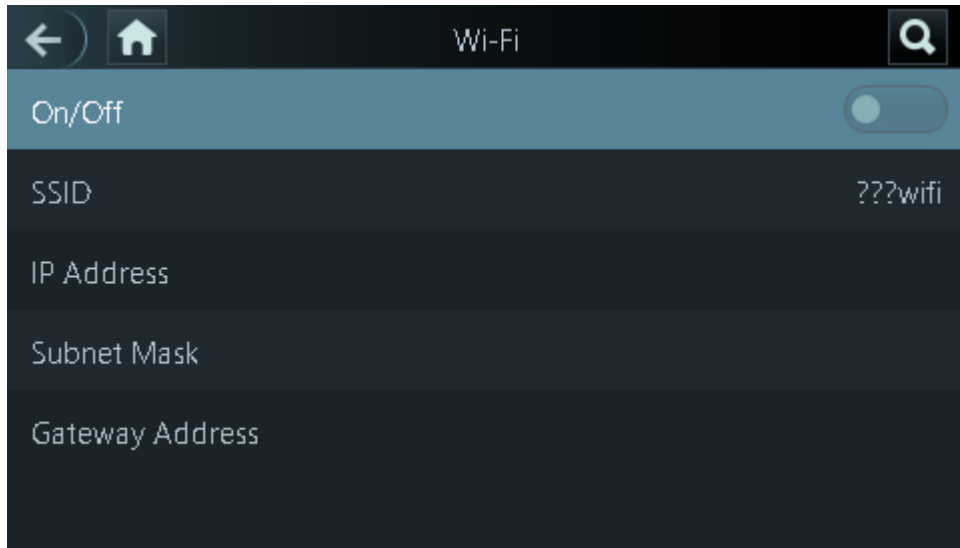 Wi-Fi
On/Off
SSID ???wifi
IP Address
Subnet Mask
Gateway Address